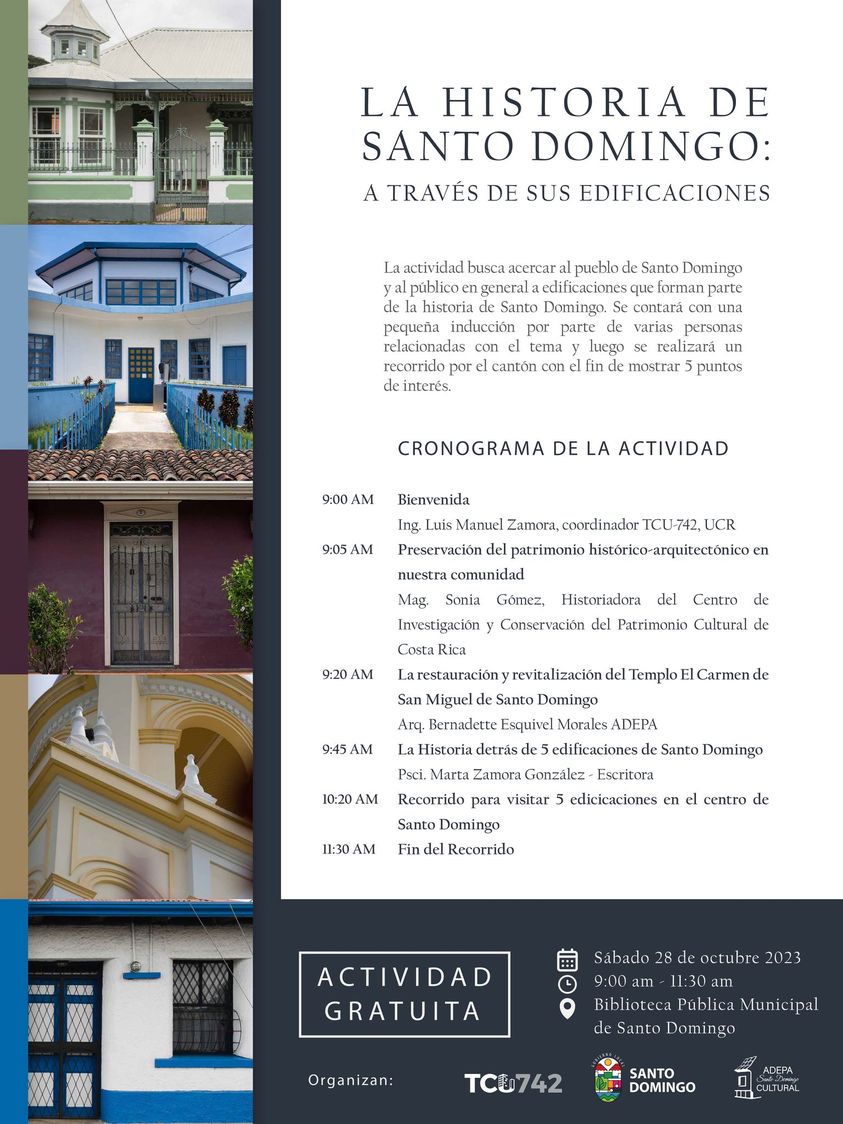 LA HISTORIA DE
SANTO DOMINGO:
A TRAVÉS DE SUS EDIFICACIONES
La actividad busca acercar al pueblo de Santo Domingo
y al público en general a edificaciones que forman parte
de la historia de Santo Domingo. Se contará con una
pequeña inducción por parte de varias personas
relacionadas con el tema y luego se realizará un
recorrido por el cantón con el fin de mostrar 5 puntos
de interés.
CRONOGRAMA DE LA ACTIVIDAD
9:00 AM Bienvenida
Ing. Luis Manuel Zamora, coordinador TCU-742, UCR
9:05 AM Preservación del patrimonio histórico-arquitectónico en
nuestra comunidad
Mag. Sonia Gómez, Historiadora del Centro de
Investigación y Conservación del Patrimonio Cultural de
Costa Rica
9:20 AM La restauración y revitalización del Templo El Carmen de
San Miguel de Santo Domingo
Arq. Bernadette Esquivel Morales ADEPA
9:45 AM La Historia detrás de 5 edificaciones de Santo Domingo
Psci. Marta Zamora González - Escritora
10:20 AM Recorrido para visitar 5 edicicaciones en el centro de
Santo Domingo
11:30 AM Fin del Recorrido
ACTIVIDAD
GRATUITA
Sábado 28 de octubre 2023
9:00 am - 11:30 am
Biblioteca Pública Municipal
de Santo Domingo
Organizan:
TCU742
GOBIERNO LOCAL
SANTO
DOMINGO
ADEPA
Santo Domingo
CULTURAL